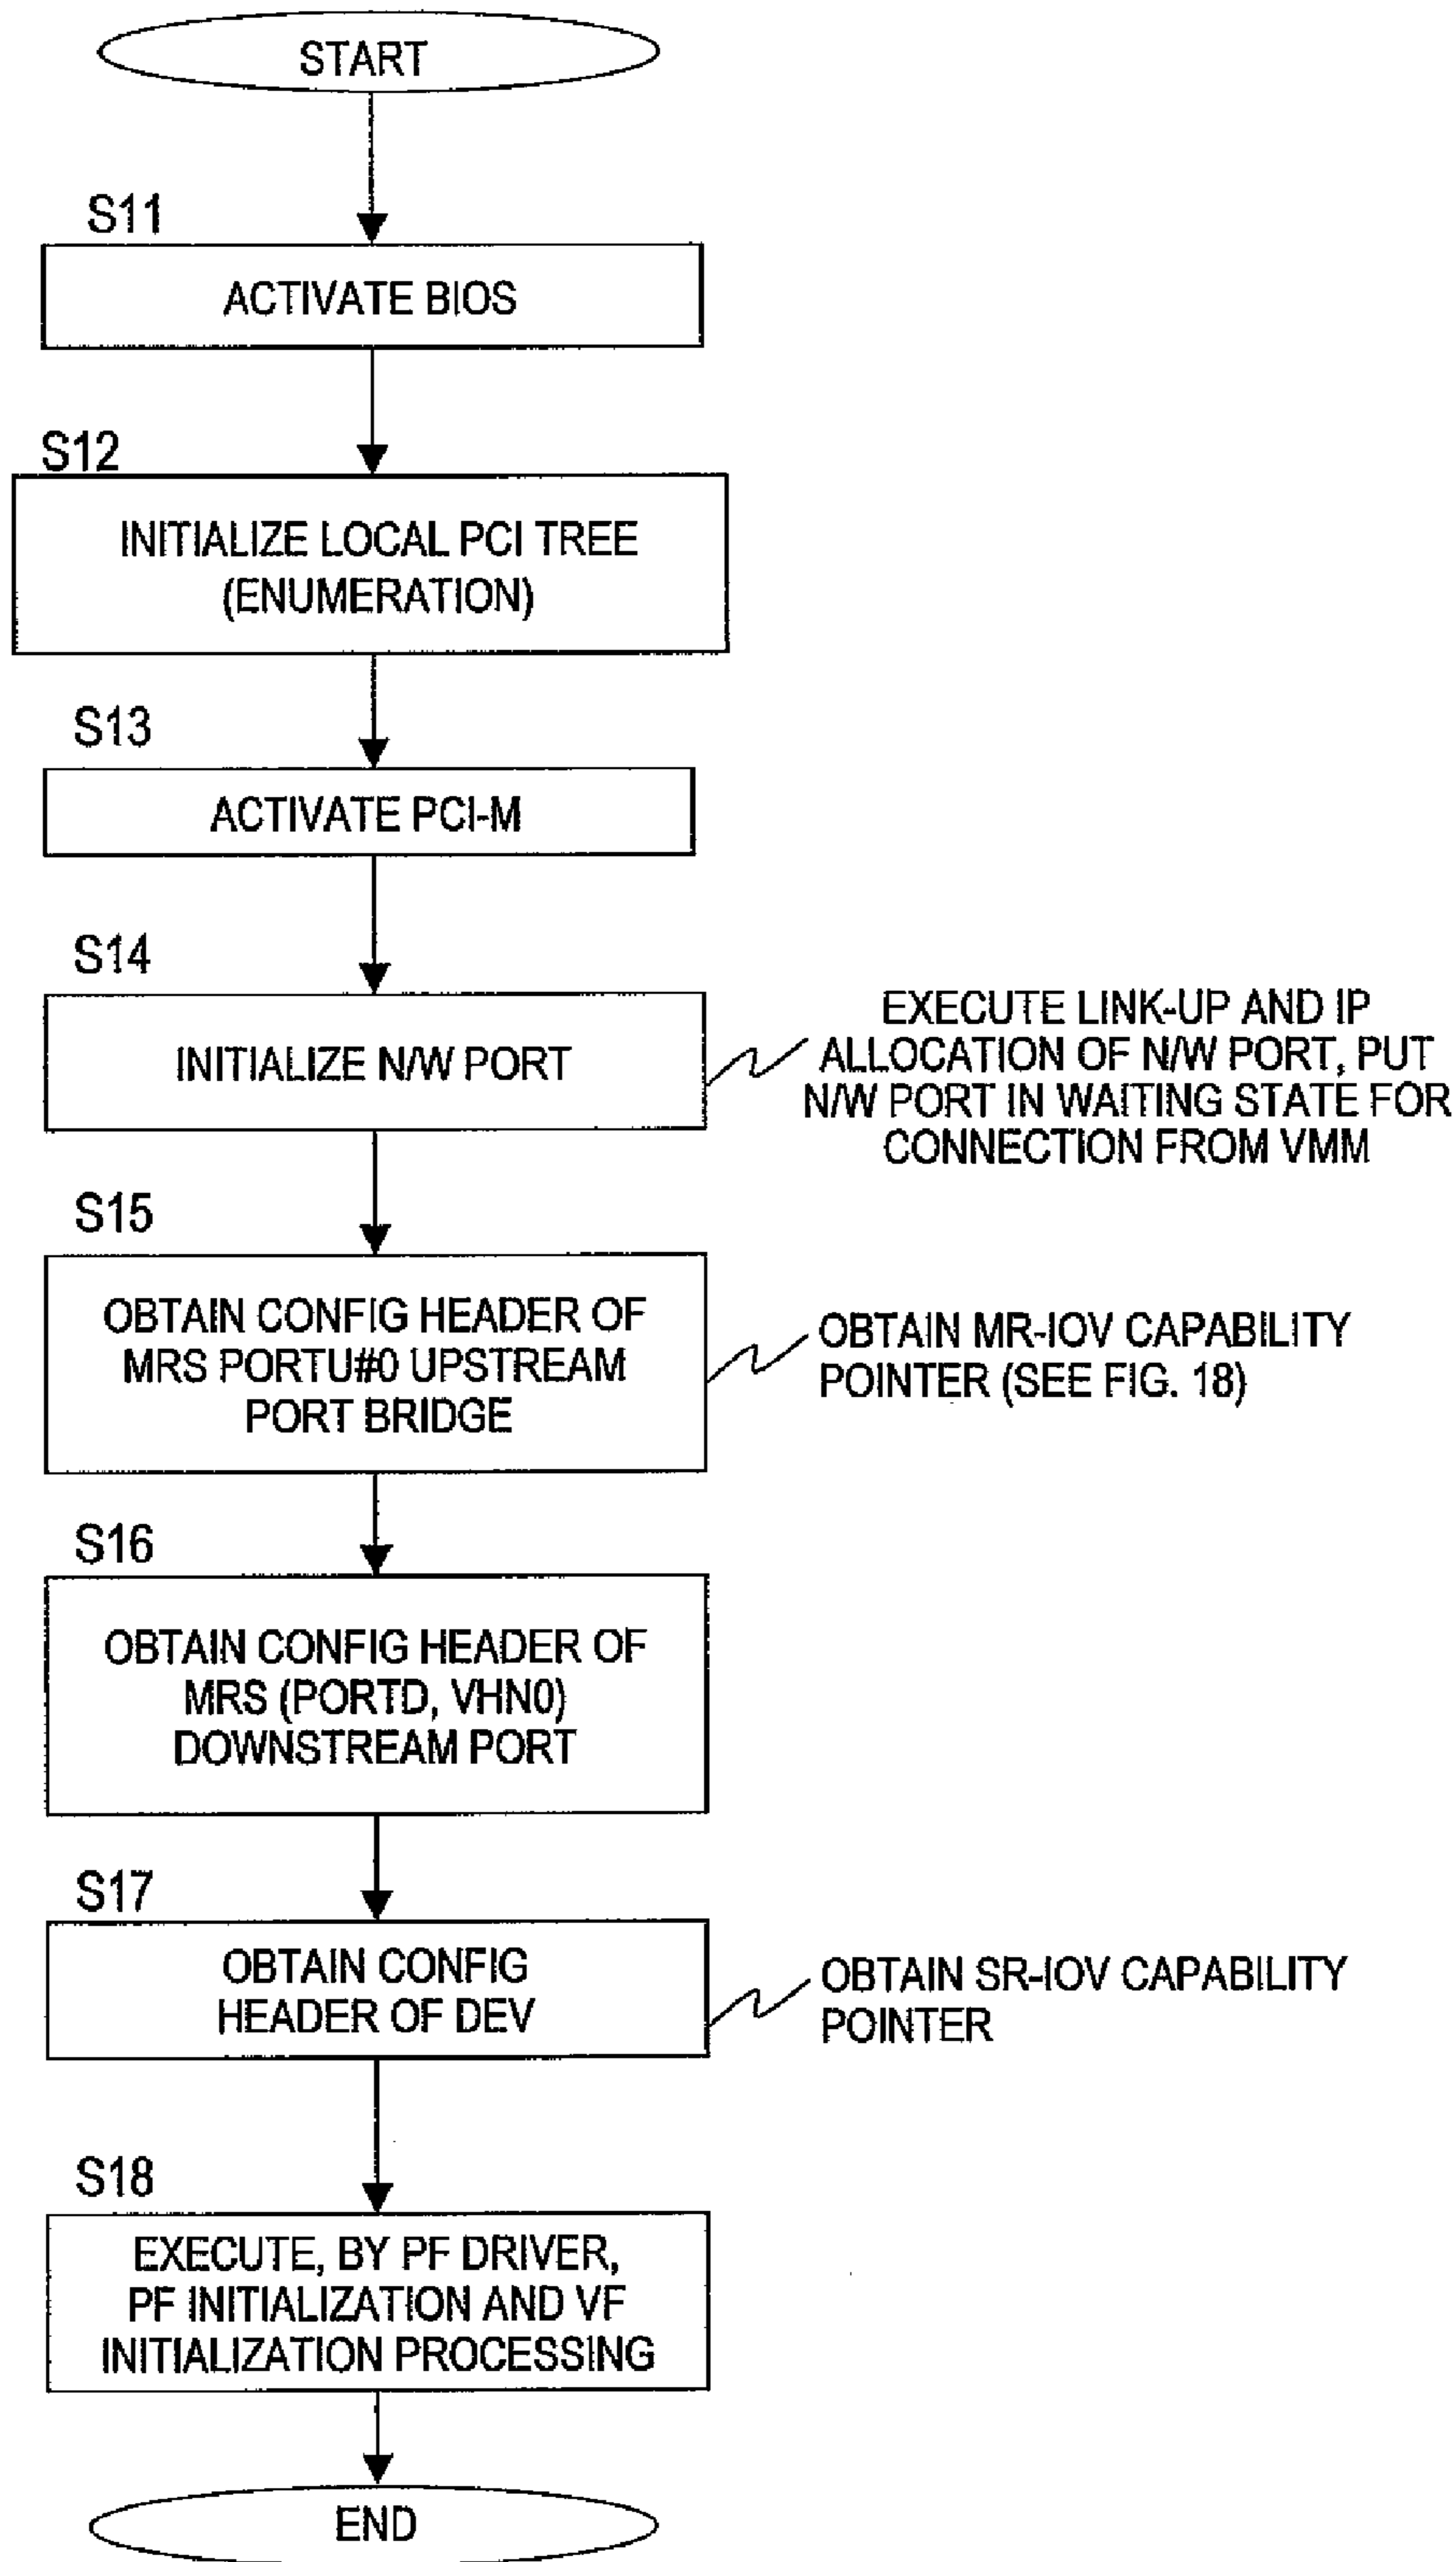 START
S11
ACTIVATE BIOS
S12
INITIALIZE LOCAL PCI TREE
(ENUMERATION)
S13
ACTIVATE PCI-M
S14
INITIALIZE N/W PORT
EXECUTE LINK-UP AND IP
ALLOCATION OF N/W PORT, PUT
N/W PORT IN WAITING STATE FOR
CONNECTION FROM VMM
S15
OBTAIN CONFIG HEADER OF
MRS PORTU#0 UPSTREAM
PORT BRIDGE
OBTAIN MR-IOV CAPABILITY
POINTER (SEE FIG. 18)
S16
OBTAIN CONFIG HEADER OF
MRS (PORTD, VHN0)
DOWNSTREAM PORT
S17
OBTAIN CONFIG
HEADER OF DEV
OBTAIN SR-IOV CAPABILITY
POINTER
S18
EXECUTE, BY PF DRIVER,
PF INITIALIZATION AND VF
INITIALIZATION PROCESSING
END